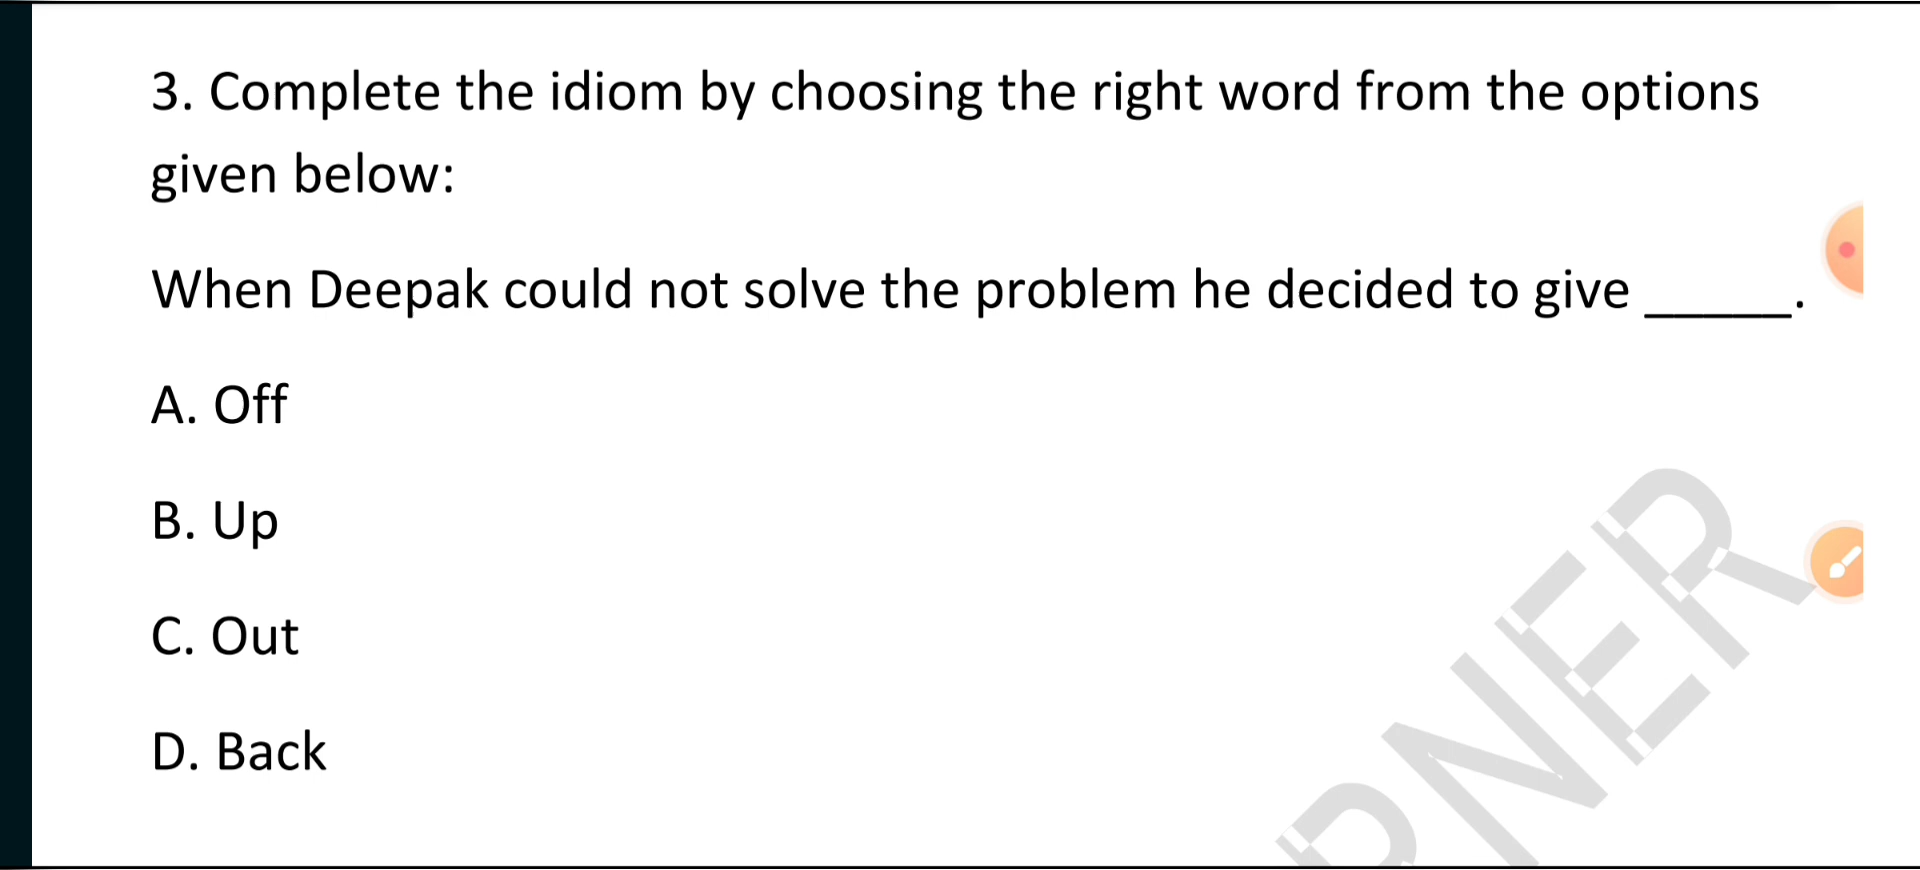 3. Complete the idiom by choosing the right word from the options
given below:
When Deepak could not solve the problem he decided to give _____.
A. Off
B. Up
C. Out
D. Back
RNER